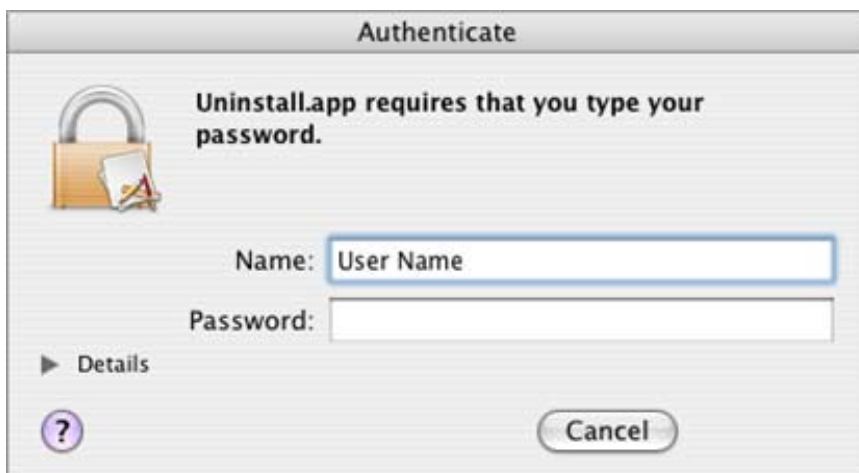 Authenticate
Uninstall.app requires that you type your
password.
Name: User Name
Password:
Details
?
Cancel